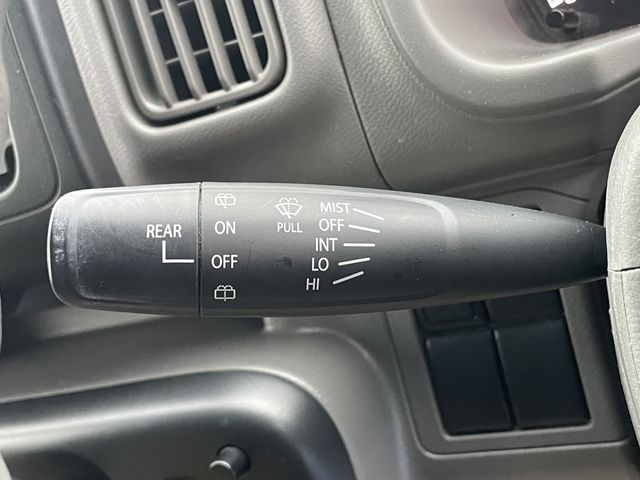 REAR
ON
OFF
PULL
MIST
OFF
INT
LO
HI